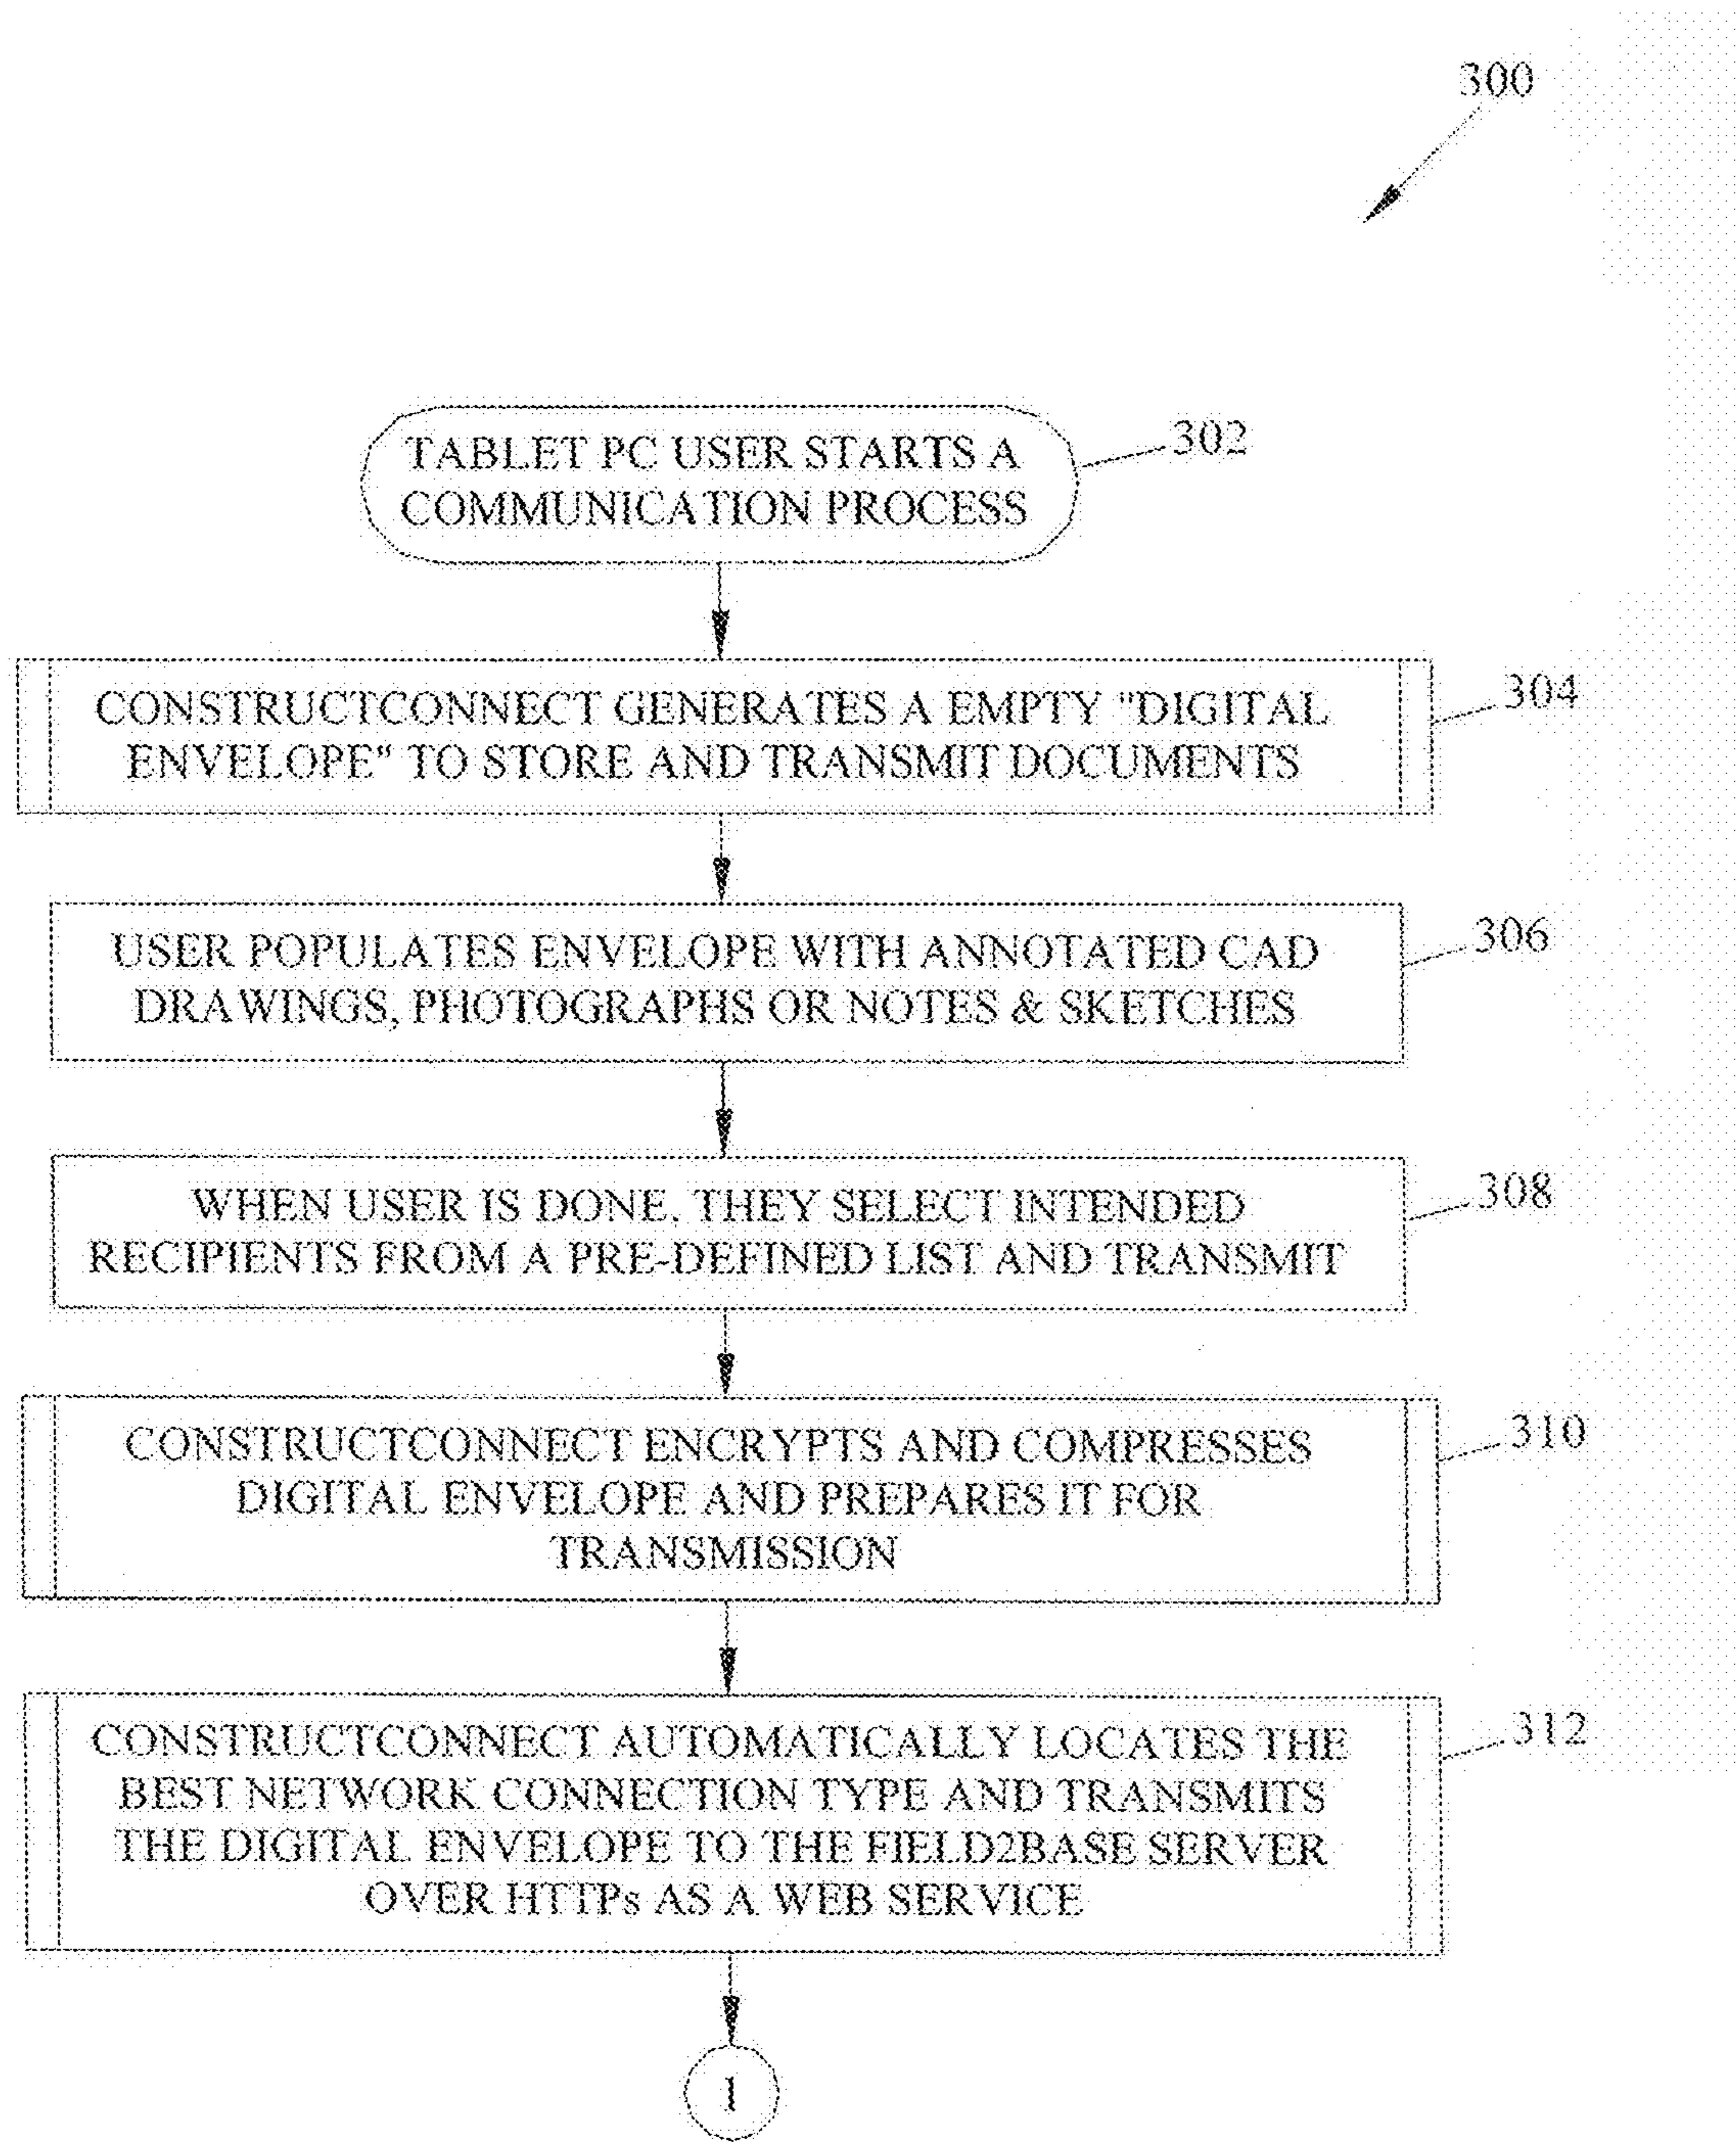 300
TABLET PC USER STARTS A
COMMUNICATION PROCESS
302
CONSTRUCTCONNECT GENERATES A EMPTY "DIGITAL
ENVELOPE" TO STORE AND TRANSMIT DOCUMENTS
304
USER POPULATES ENVELOPE WITH ANNOTATED CAD
DRAWINGS, PHOTOGRAPHS OR NOTES & SKETCHES
306
WHEN USER IS DONE, THEY SELECT INTENDED
RECIPIENTS FROM A PRE-DEFINED LIST AND TRANSMIT
308
CONSTRUCTCONNECT ENCRYPTS AND COMPRESSES
DIGITAL ENVELOPE AND PREPARES IT FOR
TRANSMISSION
310
CONSTRUCTCONNECT AUTOMATICALLY LOCATES THE
BEST NETWORK CONNECTION TYPE AND TRANSMITS
THE DIGITAL ENVELOPE TO THE FIELD2BASE SERVER
OVER HTTPs AS A WEB SERVICE
312
1